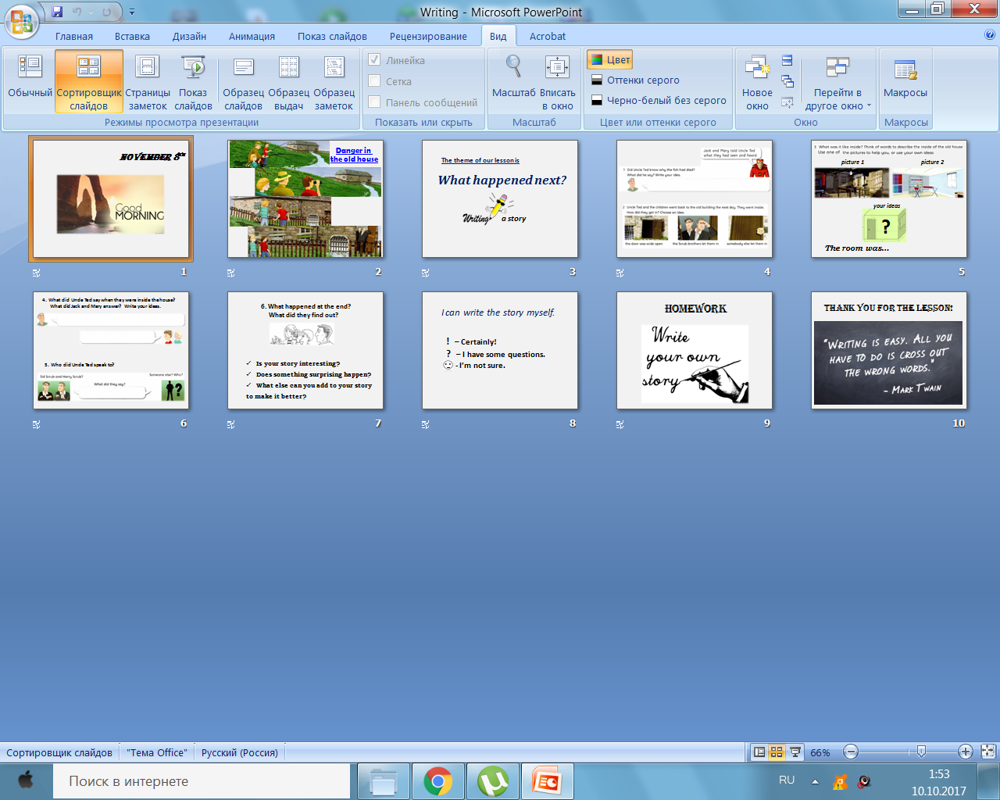 Writing - Microsoft PowerPoint
Главная Вставка Дизайн Анимация Показ слайдов Рецензирование Вид Acrobat
Обычный
Сортировщик слайдов
Страницы заметок
Показ слайдов
Образец слайдов
Образец выдач
Образец заметок
Режимы просмотра презентации
Линейка
Сетка
Панель сообщений
Показать или скрыть
Масштаб
Вписать в окно
Масштаб
Цвет
Оттенки серого
Черно-белый без серого
Цвет или оттенки серого
Новое окно
Перейти в другое окно
Окно
Макросы
Макросы
NOVEMBER 8TH
Good
MORNING
1
Danger in
the old house
2
The theme of our lesson is
What happened next?
Writing a story
3
Jack and Mary told Uncle Ted
what they had seen and heard.
1 Did Uncle Ted know why the fish had died?
What did he say? Write your ideas.
2 Uncle Ted and the children went back to the old building the next day. They went inside.
How did they get in? Choose an idea.
the door was wide open the Scrub brothers let them in somebody else let them in
4
3 What was it like inside? Think of words to describe the inside of the old house
Use one of the pictures to help you, or use your own ideas
picture 1 picture 2
your ideas
?
The room was...
5
4. What did Uncle Ted say when they were inside the house?
What did Jack and Mary answer? Write your ideas.
5. Who did Uncle Ted speak to?
Sid Scrub and Harry Scrub? Someone else? Who?
What did they say?
?
6
6. What happened at the end?
What did they find out?
✓ Is your story interesting?
✓ Does something surprising happen?
✓ What else can you add to your story
to make it better?
7
I can write the story myself.
! – Certainly!
? – I have some questions.
- I'm not sure.
8
HOMEWORK
Write
your own
story
9
THANK YOU FOR THE LESSON!
"WRITING IS EASY. ALL YOU
HAVE TO DO IS CROSS OUT
THE WRONG WORDS."
- MARK TWAIN
10
Сортировщик слайдов "Тема Office" Русский (Россия) 66%
Поиск в интернете
RU
1:53
10.10.2017